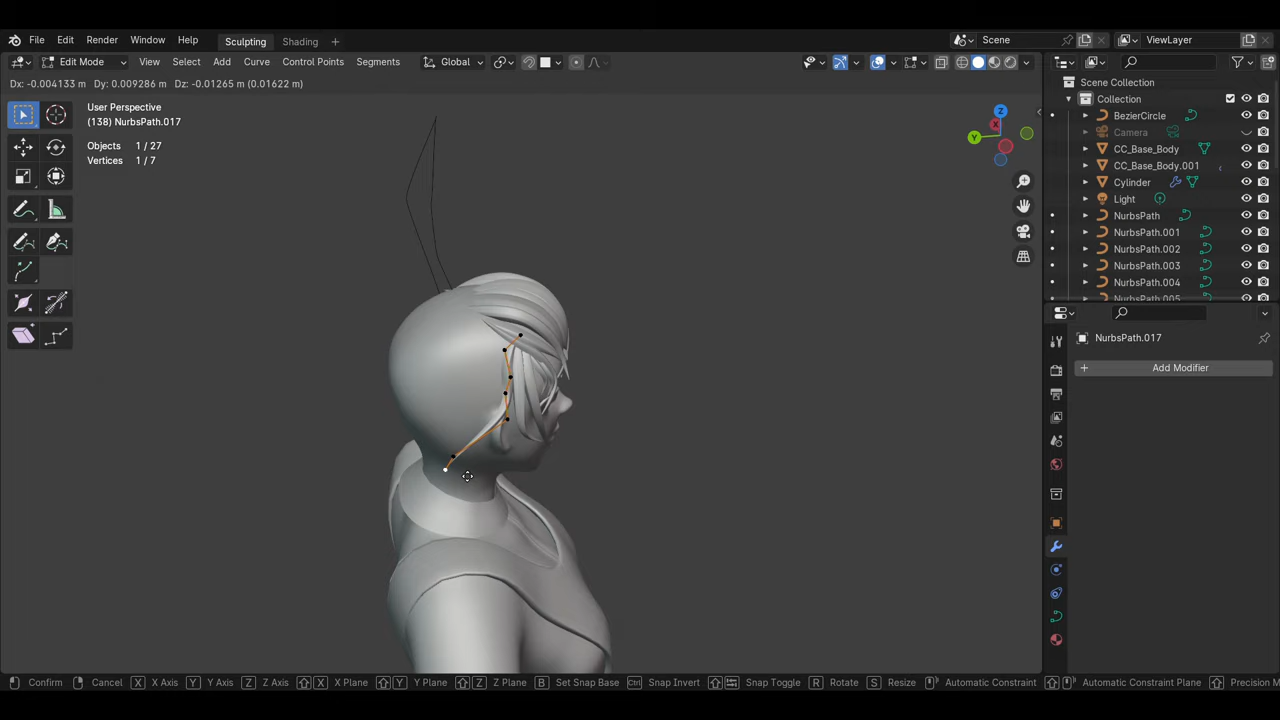 File Edit Render Window Help Sculpting Shading + Scene ViewLayer
Edit Mode View Select Add Curve Control Points Segments Global
Dx: -0.004133 m Dy: 0.009286 m Dz: -0.01265 m (0.01622 m)
User Perspective
(138) NurbsPath.017
Objects 1 / 27
Vertices 1 / 7
Z
X
Y
Scene Collection
Collection
BezierCircle
Camera
CC_Base_Body
CC_Base_Body.001
Cylinder
Light
NurbsPath
NurbsPath.001
NurbsPath.002
NurbsPath.003
NurbsPath.004
NurbsPath.005
NurbsPath.017
+ Add Modifier
Confirm Cancel X X Axis Y Y Axis Z Z Axis X X Plane Y Y Plane Z Z Plane B Set Snap Base Ctrl Snap Invert Snap Toggle R Rotate S Resize Automatic Constraint Automatic Constraint Plane Precision M